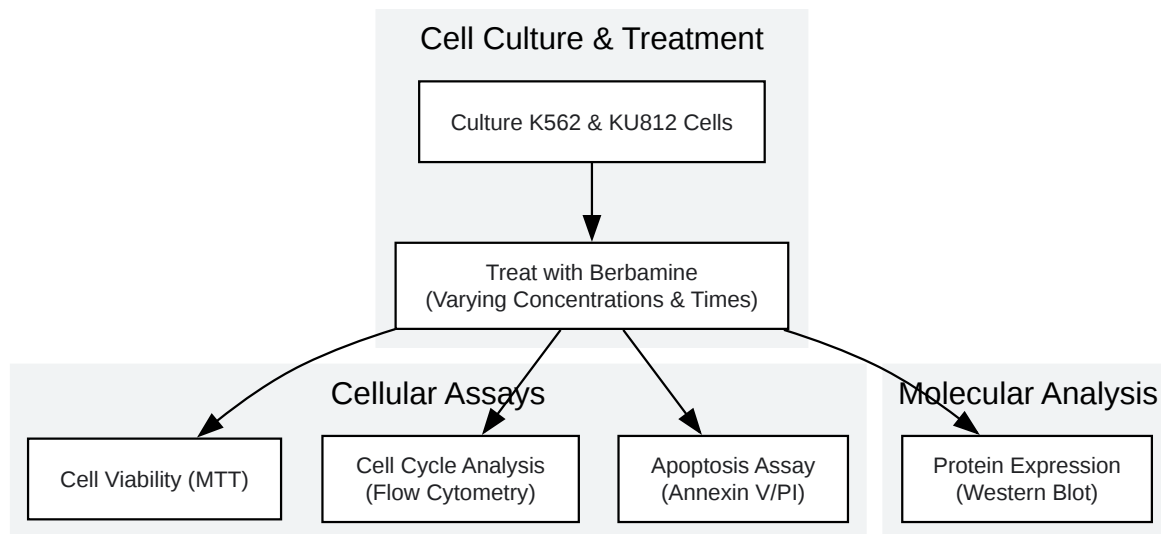 Cell Culture & Treatment
Culture K562 & KU812 Cells
Treat with Berbamine
(Varying Concentrations & Times)
Cellular Assays
Molecular Analysis
Cell Viability (MTT)
Cell Cycle Analysis
(Flow Cytometry)
Apoptosis Assay
(Annexin V/PI)
Protein Expression
(Western Blot)